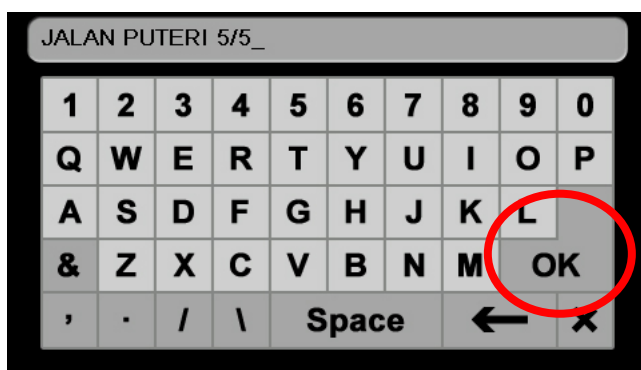 JALAN PUTERI 5/5_
1 2 3 4 5 6 7 8 9 0
Q W E R T Y U I O P
A S D F G H J K L
& Z X C V B N M OK
, . / \ Space ← ×